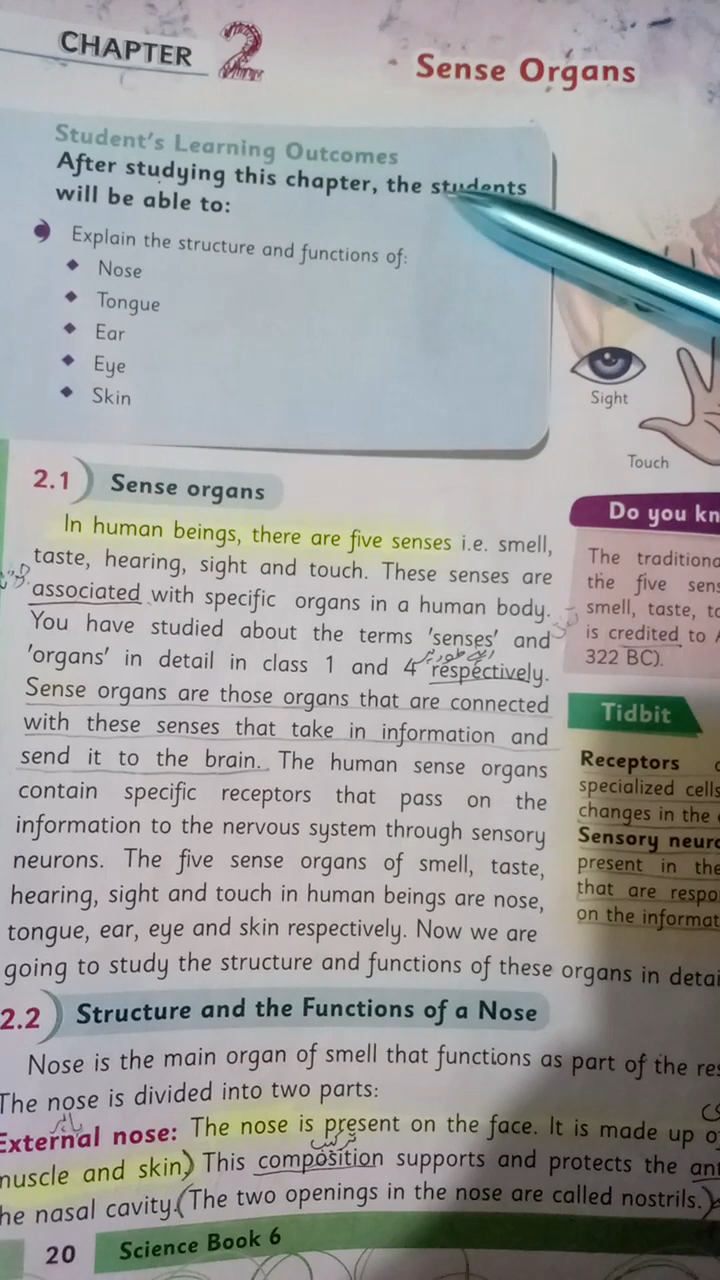 CHAPTER 2
Sense Organs
Student's Learning Outcomes
After studying this chapter, the students
will be able to:
Explain the structure and functions of:
Nose
Tongue
Ear
Eye
Skin
Sight
Touch
2.1 Sense organs
In human beings, there are five senses i.e. smell,
taste, hearing, sight and touch. These senses are
associated with specific organs in a human body.
You have studied about the terms 'senses' and
'organs' in detail in class 1 and 4 respectively.
Sense organs are those organs that are connected
with these senses that take in information and
send it to the brain. The human sense organs
contain specific receptors that pass on the
information to the nervous system through sensory
neurons. The five sense organs of smell, taste,
hearing, sight and touch in human beings are nose,
tongue, ear, eye and skin respectively. Now we are
going to study the structure and functions of these organs in detai
Do you kn
The traditiona
the five sens
smell, taste, to
is credited to A
322 BC).
Tidbit
Receptors
specialized cells
changes in the
Sensory neuro
present in the
that are respo
on the informat
2.2 Structure and the Functions of a Nose
Nose is the main organ of smell that functions as part of the res
The nose is divided into two parts:
External nose: The nose is present on the face. It is made up o
muscle and skin) This composition supports and protects the ant
he nasal cavity.(The two openings in the nose are called nostrils.)
20 Science Book 6